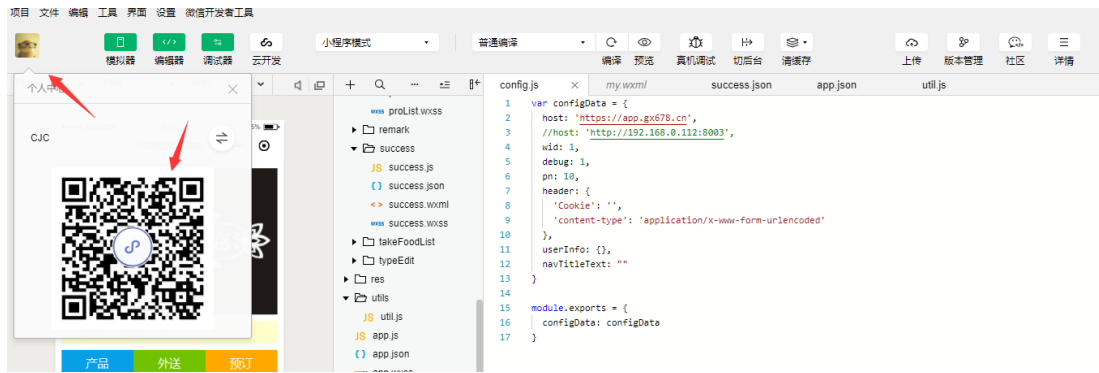 项目 文件 编辑 工具 界面 设置 微信开发者工具
模拟器 编辑器 调试器 云开发
小程序模式
普通编译
编译 预览 真机调试 切后台 清缓存
上传 版本管理 社区 详情
个人中
CJC
5%
产品 外送 预订
proList.wxss
remark
success
JS success.js
{ } success.json
< > success.wxml
wxss success.wxss
takeFoodList
typeEdit
res
utils
JS util.js
JS app.js
{ } app.json
config.js × my.wxml success.json app.json util.js
1 var configData = {
2 host: 'https://app.gx678.cn',
3 //host: 'http://192.168.0.112:8003',
4 wid: 1,
5 debug: 1,
6 pn: 10,
7 header: {
8 'Cookie': '',
9 'content-type': 'application/x-www-form-urlencoded'
10 },
11 userInfo: {},
12 navTitleText: ""
13 }
14
15 module.exports = {
16 configData: configData
17 }